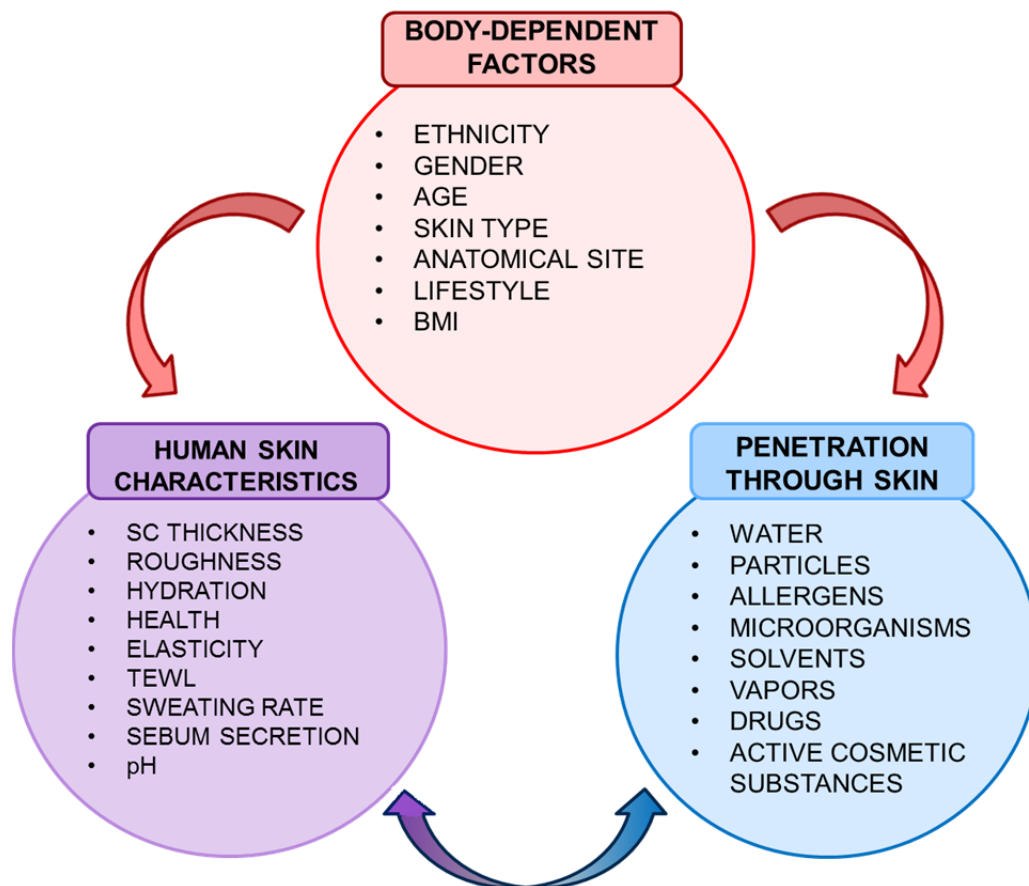 BODY-DEPENDENT
FACTORS
• ETHNICITY
• GENDER
• AGE
• SKIN TYPE
• ANATOMICAL SITE
• LIFESTYLE
• BMI
HUMAN SKIN
CHARACTERISTICS
• SC THICKNESS
• ROUGHNESS
• HYDRATION
• HEALTH
• ELASTICITY
• TEWL
• SWEATING RATE
• SEBUM SECRETION
• pH
PENETRATION
THROUGH SKIN
• WATER
• PARTICLES
• ALLERGENS
• MICROORGANISMS
• SOLVENTS
• VAPORS
• DRUGS
• ACTIVE COSMETIC
SUBSTANCES